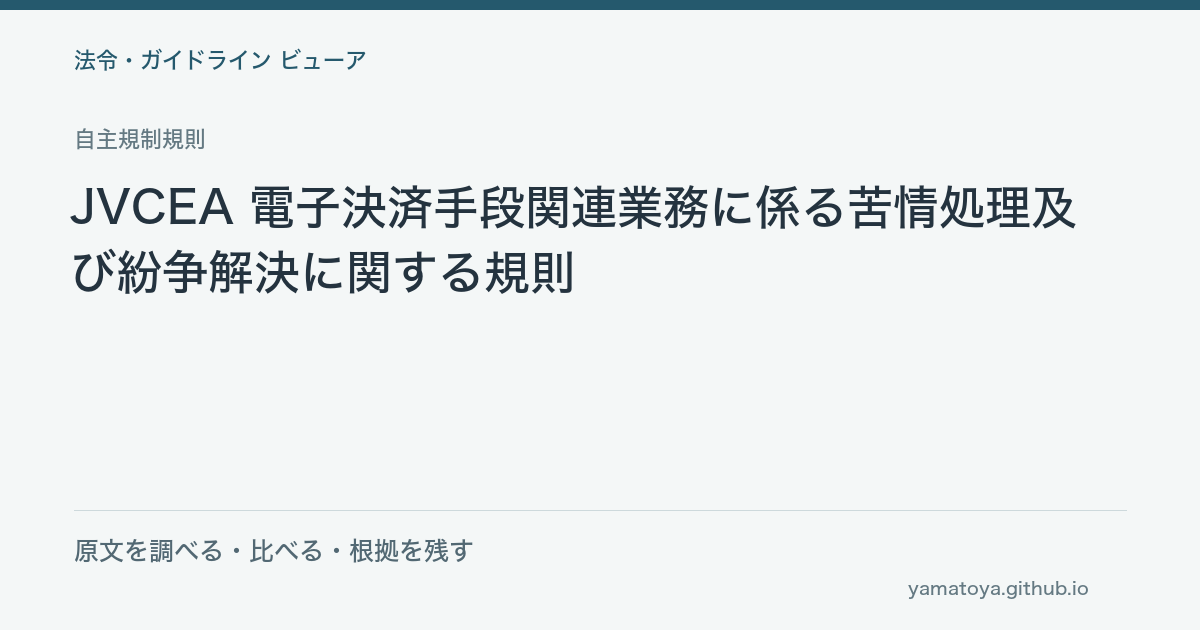 法令・ガイドライン ビューア
自主規制規則
JVCEA 電子決済手段関連業務に係る苦情処理及
び紛争解決に関する規則
原文を調べる・比べる・根拠を残す
yamatoya.github.io